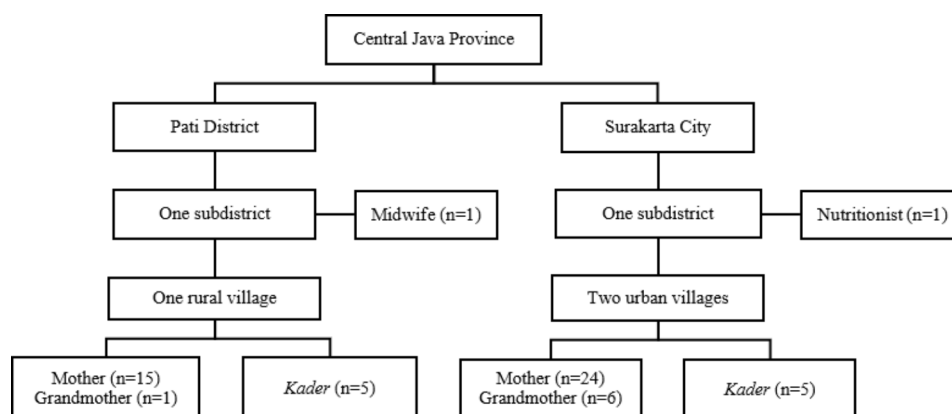 Central Java Province
Pati District
Surakarta City
One subdistrict
Midwife (n=1)
One subdistrict
Nutritionist (n=1)
One rural village
Two urban villages
Mother (n=15)
Grandmother (n=1)
Kader (n=5)
Mother (n=24)
Grandmother (n=6)
Kader (n=5)